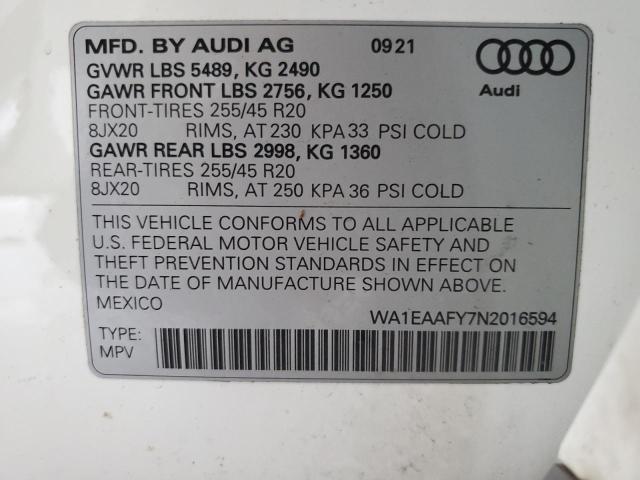 MFD. BY AUDI AG 09 21
GVWR LBS 5489, KG 2490
GAWR FRONT LBS 2756, KG 1250
Audi
FRONT-TIRES 255/45 R20
8JX20 RIMS, AT 230 KPA 33 PSI COLD
GAWR REAR LBS 2998, KG 1360
REAR-TIRES 255/45 R20
8JX20 RIMS, AT 250 KPA 36 PSI COLD
THIS VEHICLE CONFORMS TO ALL APPLICABLE
U.S. FEDERAL MOTOR VEHICLE SAFETY AND
THEFT PREVENTION STANDARDS IN EFFECT ON
THE DATE OF MANUFACTURE SHOWN ABOVE.
MEXICO
WA1EAAFY7N2016594
TYPE:
MPV